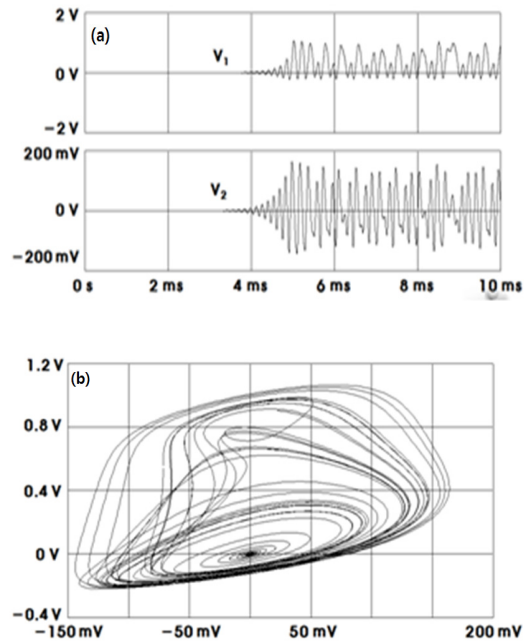 2 V
(a)
V1
0 V
−2 V
200 mV
V2
0 V
−200 mV
0 s 2 ms 4 ms 6 ms 8 ms 10 ms
1.2 V
(b)
0.8 V
0.4 V
0 V
−0.4 V
−150 mV −50 mV 50 mV 200 mV